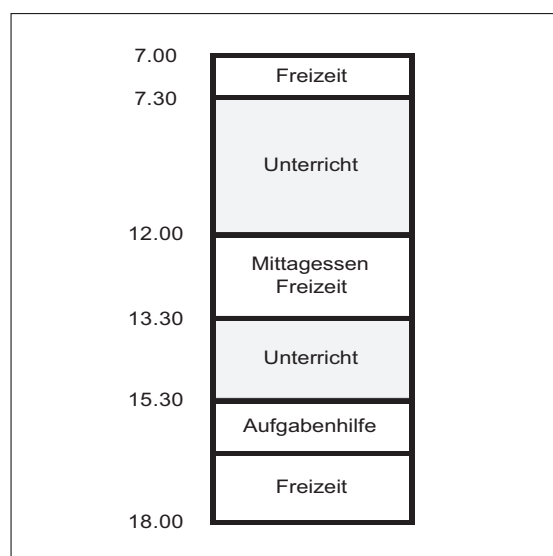 7.00
Freizeit
7.30
Unterricht
12.00
Mittagessen
Freizeit
13.30
Unterricht
15.30
Aufgabenhilfe
Freizeit
18.00